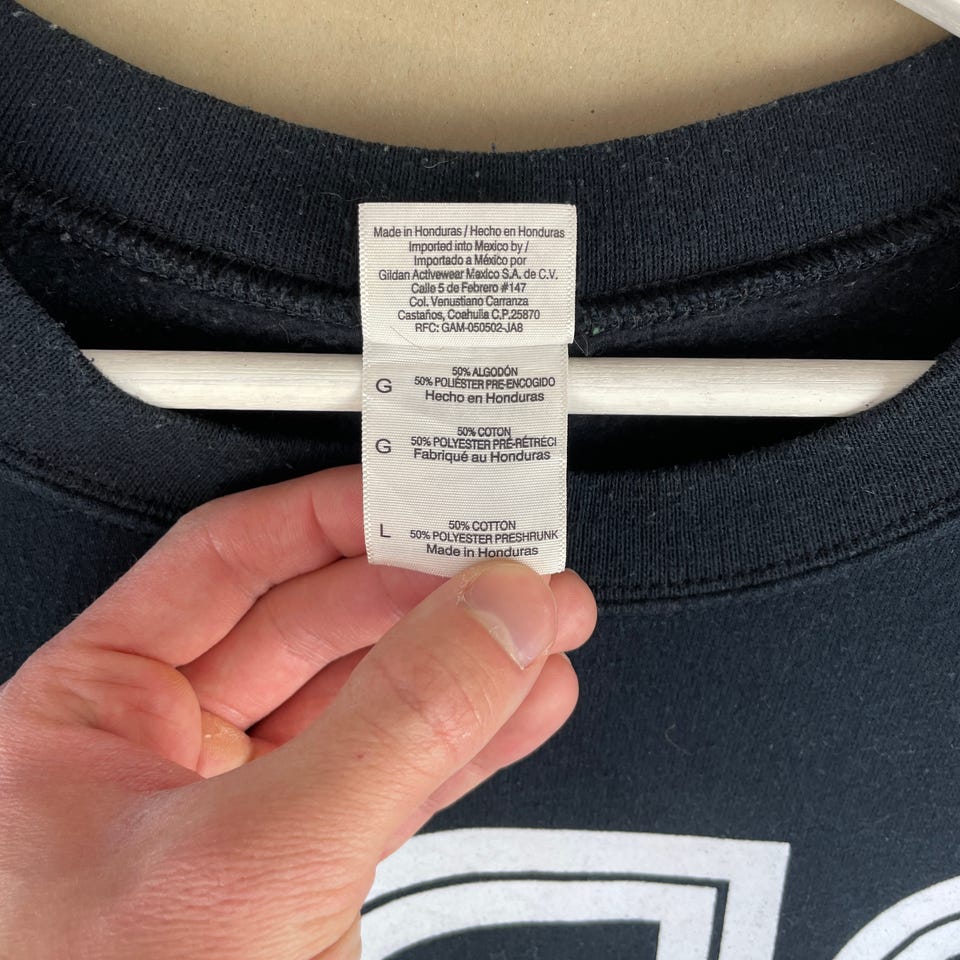 Made in Honduras / Hecho en Honduras
Imported into Mexico by /
Importado a México por
Gildan Activewear Mexico S.A. de C.V.
Calle 5 de Febrero #147
Col. Venustiano Carranza
Castaños, Coahuila C.P.25870
RFC: GAM-050502-JA8
50% ALGODÓN
G 50% POLIÉSTER PRE-ENCOGIDO
Hecho en Honduras
50% COTON
G 50% POLYESTER PRÉ-RÉTRÉCI
Fabriqué au Honduras
50% COTTON
L 50% POLYESTER PRESHRUNK
Made in Honduras